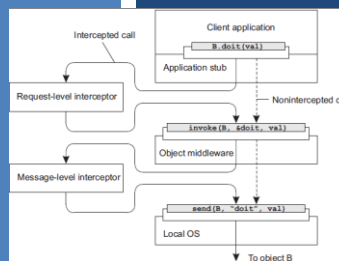 Client application
Intercepted call
B.doit(val)
Application stub
Request-level interceptor
Nonintercepted c
invoke(B, &doit, val)
Object middleware
Message-level interceptor
send(B, "doit", val)
Local OS
To object B